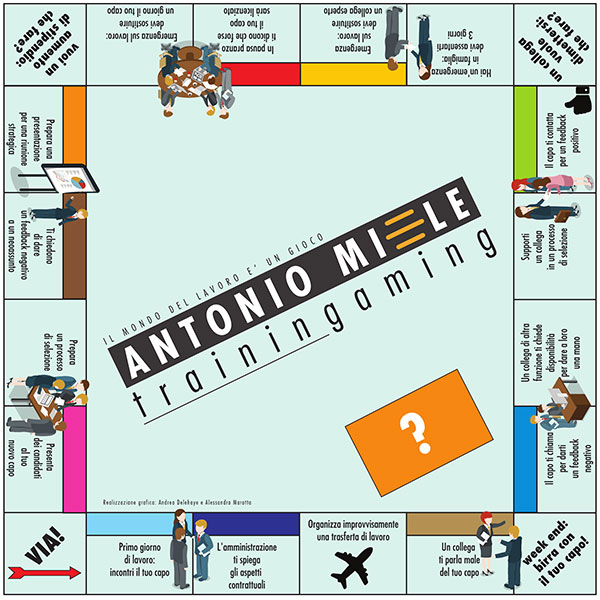 vuoi un
aumento
di stipendio:
che fare?
Emergenza sul lavoro:
devi sostituire
il tuo capo un giorno
In pausa pranzo
ti dicono che forse
il tuo capo
sarà licenziato
Emergenza
sul lavoro:
devi sostituire
un collega esperto
Hai un'emergenza
in famiglia:
devi assentarti
3 giorni
un collega
vuole
dimettersi:
che fare?
Prepara una
presentazione
per una riunione
strategica
Ti chiedono
di dare
un feedback negativo
a un neoassunto
Prepara
un processo
di selezione
Presenta
dei candidati
al tuo
nuovo capo
IL MONDO DEL LAVORO E' UN GIOCO
ANTONIO MIELE
trainingaming
?
Il capo ti contatta
per un feedback
positivo
Supporti
un collega
in un processo
di selezione
Un collega di altra
funzione ti chiede
disponibilità
per dare a loro
una mano
Il capo ti chiama
per darti
un feedback
negativo
Realizzazione grafica: Andrea Delehaye e Alessandra Marotta
VIA!
Primo giorno
di lavoro:
incontri il tuo capo
L'amministrazione
ti spiega
gli aspetti
contrattuali
Organizza improvvisamente
una trasferta di lavoro
Un collega
ti parla male
del tuo capo
week end:
birra con
il tuo capo!